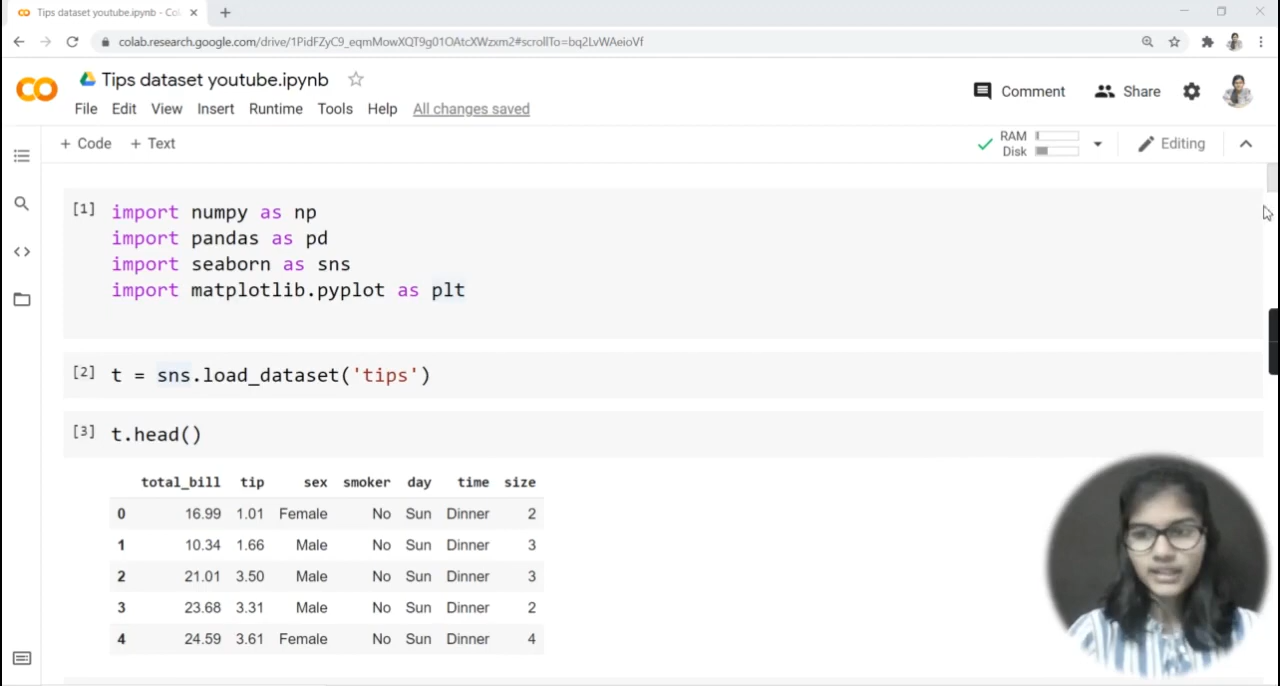 Tips dataset youtube.ipynb - Col
colab.research.google.com/drive/1PidFZyC9_eqmMowXQT9g01OAtcXWzxm2#scrollTo=bq2LvWAeioVf
CO Tips dataset youtube.ipynb
Comment Share
File Edit View Insert Runtime Tools Help All changes saved
+ Code + Text RAM Disk Editing
[1] import numpy as np
import pandas as pd
import seaborn as sns
import matplotlib.pyplot as plt
[2] t = sns.load_dataset('tips')
[3] t.head()
total_bill tip sex smoker day time size
0 16.99 1.01 Female No Sun Dinner 2
1 10.34 1.66 Male No Sun Dinner 3
2 21.01 3.50 Male No Sun Dinner 3
3 23.68 3.31 Male No Sun Dinner 2
4 24.59 3.61 Female No Sun Dinner 4